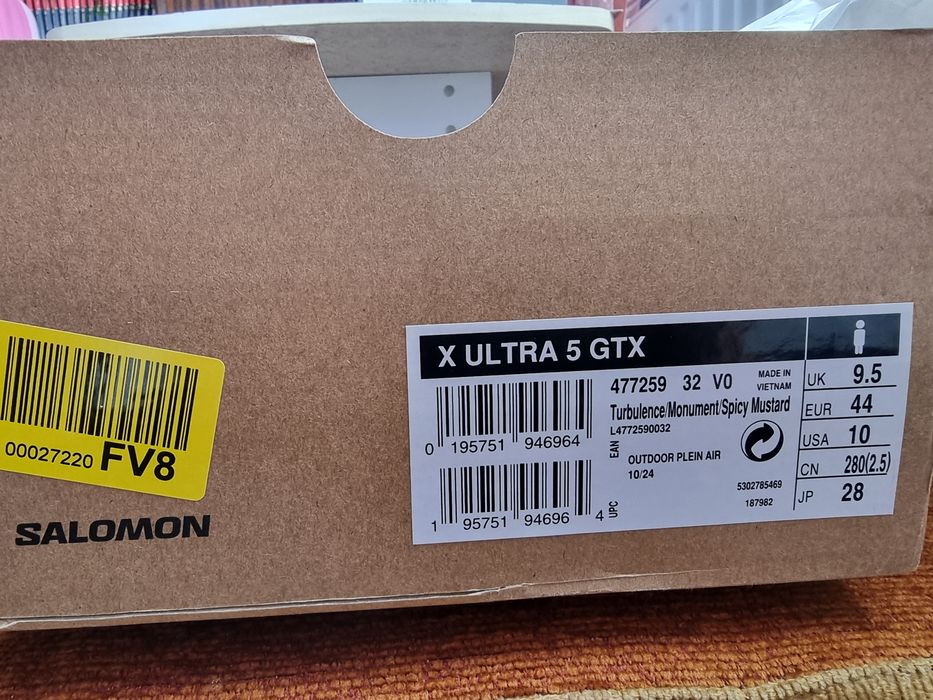 X ULTRA 5 GTX
477259 32 V0
MADE IN
VIETNAM
Turbulence/Monument/Spicy Mustard
L4772590032
EAN
0 195751 946964
OUTDOOR PLEIN AIR
10/24
5302785469
187982
UPC
1 95751 94696 4
UK 9.5
EUR 44
USA 10
CN 280(2.5)
JP 28
00027220 FV8
SALOMON